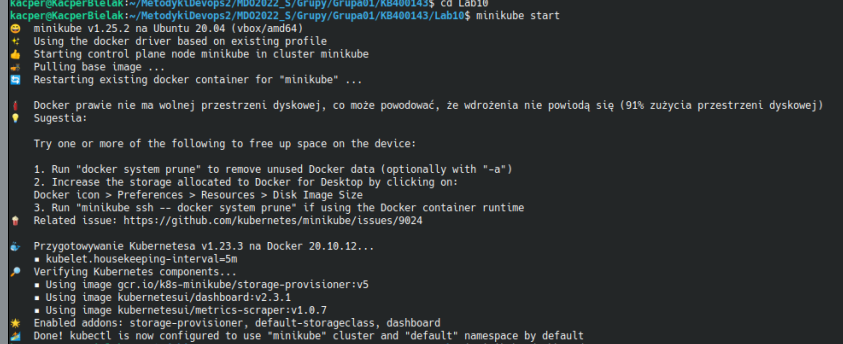 kacper@KacperBielak:~/MetodykiDevops2/MDO2022_S/Grupy/Grupa01/KB400143$ cd Lab10
kacper@KacperBielak:~/MetodykiDevops2/MDO2022_S/Grupy/Grupa01/KB400143/Lab10$ minikube start
😄 minikube v1.25.2 na Ubuntu 20.04 (vbox/amd64)
✨ Using the docker driver based on existing profile
👍 Starting control plane node minikube in cluster minikube
🚜 Pulling base image ...
🔄 Restarting existing docker container for "minikube" ...
🧯 Docker prawie nie ma wolnej przestrzeni dyskowej, co może powodować, że wdrożenia nie powiodą się (91% zużycia przestrzeni dyskowej)
💡 Sugestia:
Try one or more of the following to free up space on the device:
1. Run "docker system prune" to remove unused Docker data (optionally with "-a")
2. Increase the storage allocated to Docker for Desktop by clicking on:
Docker icon > Preferences > Resources > Disk Image Size
3. Run "minikube ssh -- docker system prune" if using the Docker container runtime
🍿 Related issue: https://github.com/kubernetes/minikube/issues/9024
🐳 Przygotowywanie Kubernetesa v1.23.3 na Docker 20.10.12...
▪ kubelet.housekeeping-interval=5m
🔎 Verifying Kubernetes components...
▪ Using image gcr.io/k8s-minikube/storage-provisioner:v5
▪ Using image kubernetesui/dashboard:v2.3.1
▪ Using image kubernetesui/metrics-scraper:v1.0.7
🌟 Enabled addons: storage-provisioner, default-storageclass, dashboard
🏄 Done! kubectl is now configured to use "minikube" cluster and "default" namespace by default